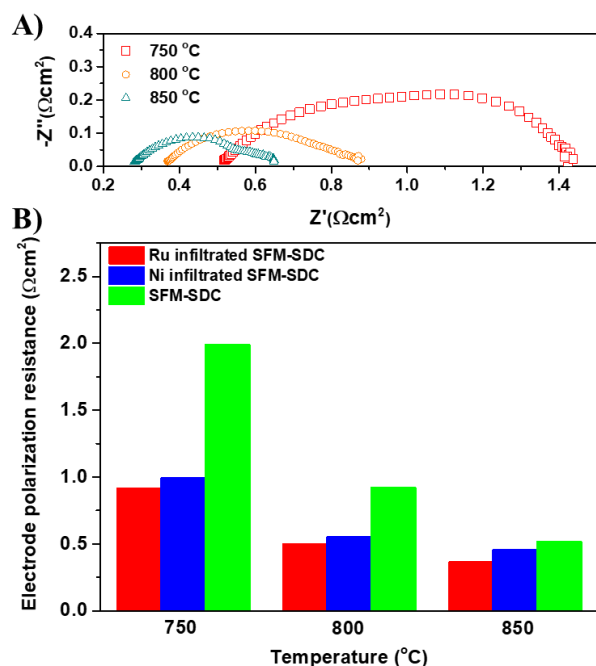 A)
0.4
0.3
0.2
0.1
0.0
-Z''(Ωcm²)
750 °C
800 °C
850 °C
0.2 0.4 0.6 0.8 1.0 1.2 1.4
Z'(Ωcm²)
B)
2.5
2.0
1.5
1.0
0.5
0.0
Electrode polarization resistance (Ωcm²)
Ru infiltrated SFM-SDC
Ni infiltrated SFM-SDC
SFM-SDC
750 800 850
Temperature (°C)